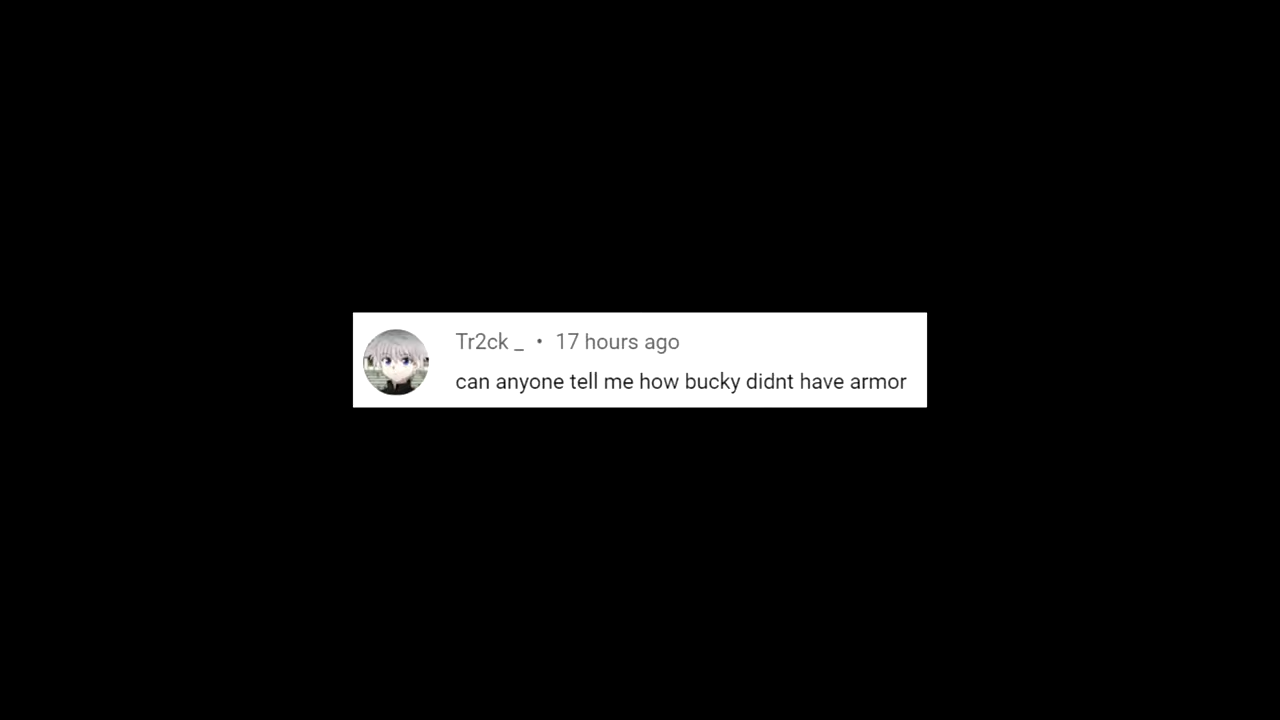 Tr2ck _ • 17 hours ago
can anyone tell me how bucky didnt have armor